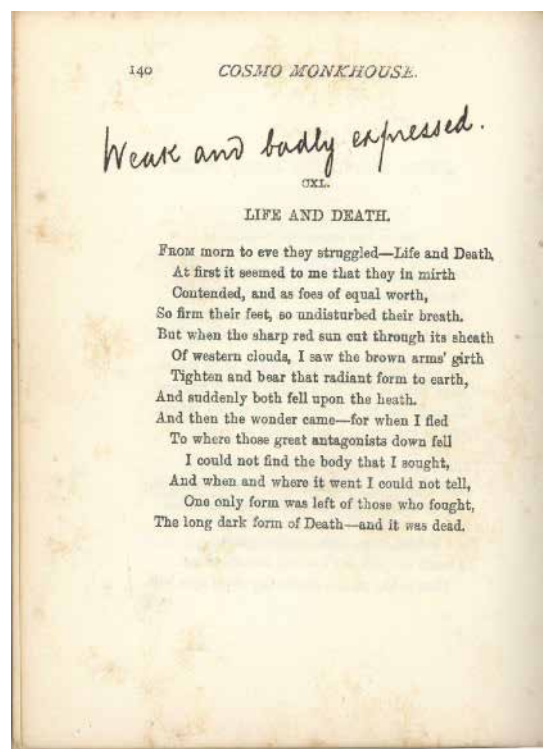 140 COSMO MONKHOUSE.
Weak and badly expressed.
CXL.
LIFE AND DEATH.
FROM morn to eve they struggled—Life and Death,
At first it seemed to me that they in mirth
Contended, and as foes of equal worth,
So firm their feet, so undisturbed their breath.
But when the sharp red sun cut through its sheath
Of western clouds, I saw the brown arms' girth
Tighten and bear that radiant form to earth,
And suddenly both fell upon the heath.
And then the wonder came—for when I fled
To where those great antagonists down fell
I could not find the body that I sought,
And when and where it went I could not tell,
One only form was left of those who fought,
The long dark form of Death—and it was dead.